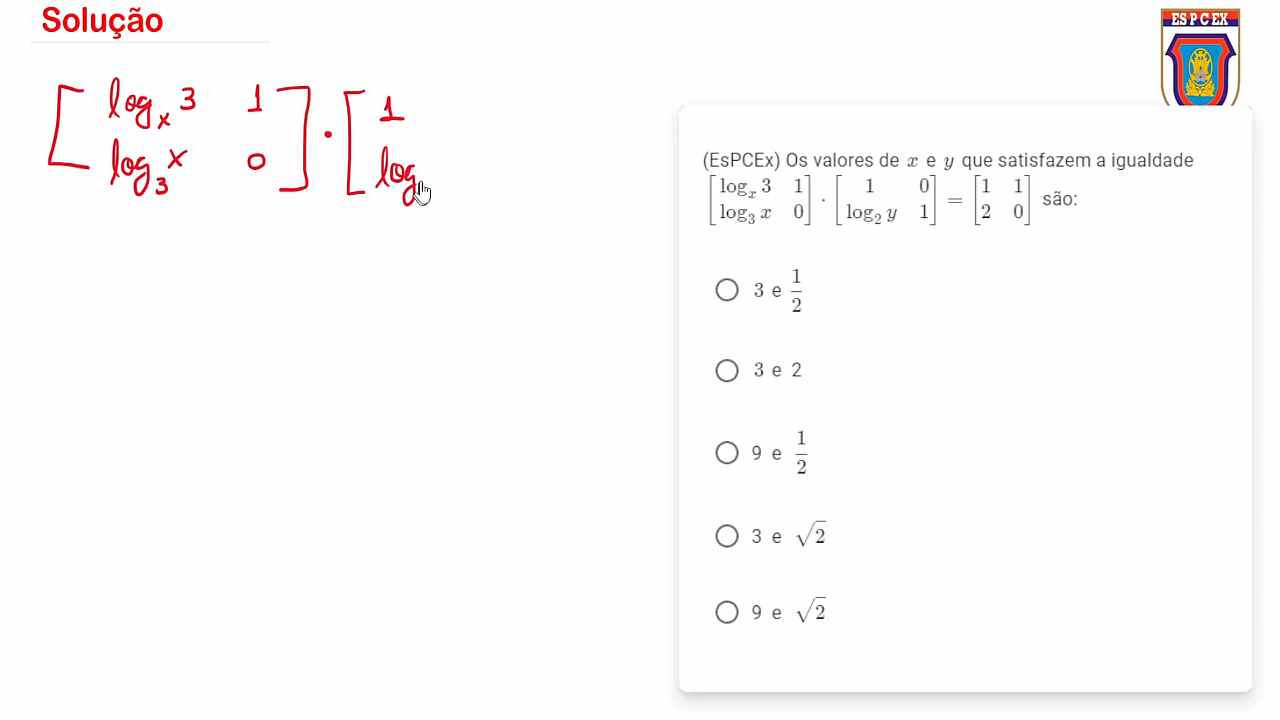 Solução
ESPCEX
log_x 3 1
log_3 x 0
·
1
log
(EsPCEx) Os valores de x e y que satisfazem a igualdade
[log_x 3 1
log_3 x 0] · [1 0
log_2 y 1] = [1 1
2 0] são:
3 e 1/2
3 e 2
9 e 1/2
3 e √2
9 e √2